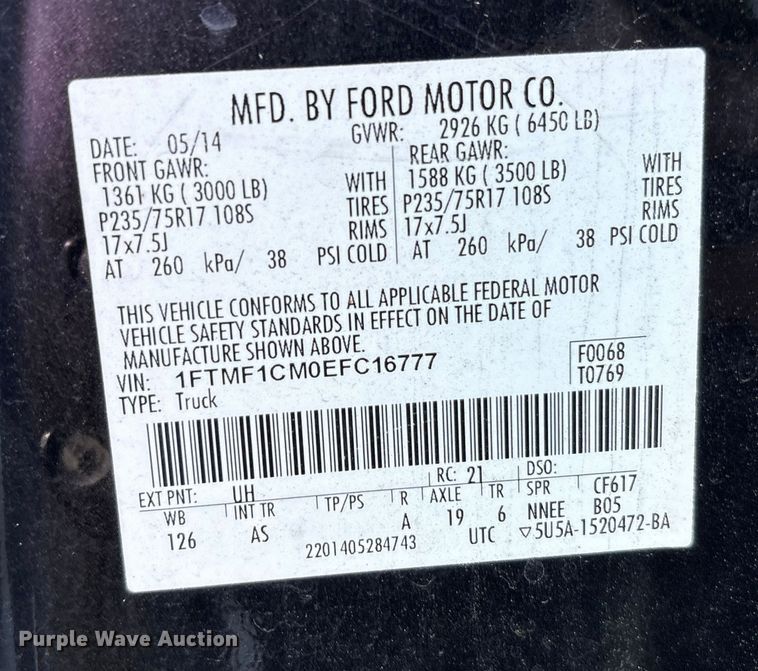 MFD. BY FORD MOTOR CO.
DATE: 05/14 GVWR: 2926 KG ( 6450 LB)
FRONT GAWR: REAR GAWR:
1361 KG ( 3000 LB) WITH 1588 KG ( 3500 LB) WITH
P235/75R17 108S TIRES P235/75R17 108S TIRES
17x7.5J RIMS 17x7.5J RIMS
AT 260 kPa/ 38 PSI COLD AT 260 kPa/ 38 PSI COLD
THIS VEHICLE CONFORMS TO ALL APPLICABLE FEDERAL MOTOR
VEHICLE SAFETY STANDARDS IN EFFECT ON THE DATE OF
MANUFACTURE SHOWN ABOVE.
VIN: 1FTMF1CM0EFC16777 F0068
TYPE: Truck T0769
EXT PNT: UH RC: 21 DSO:
WB INT TR TP/PS R AXLE TR SPR CF617
126 AS A 19 6 NNEE B05
2201405284743 UTC ▽5U5A-1520472-BA
Purple Wave Auction